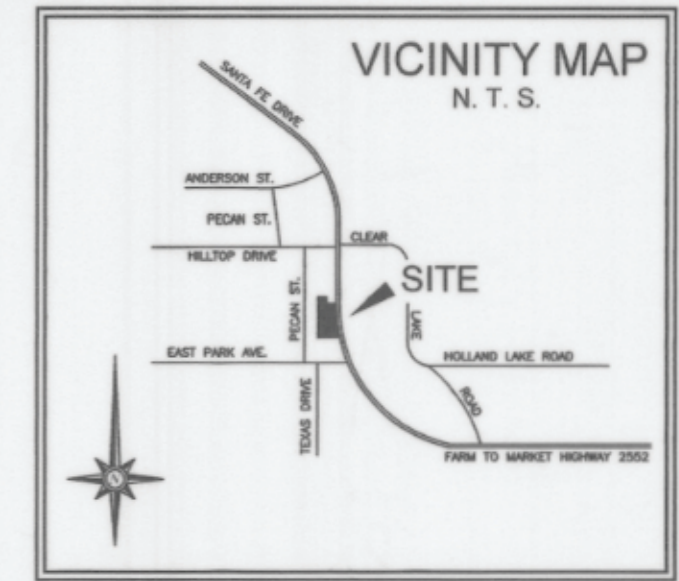 VICINITY MAP
N. T. S.
SANTA FE DRIVE
ANDERSON ST.
PECAN ST.
CLEAR
HILLTOP DRIVE
SITE
PECAN ST.
LAKE
EAST PARK AVE.
HOLLAND LAKE ROAD
TEXAS DRIVE
ROAD
FARM TO MARKET HIGHWAY 2552
N